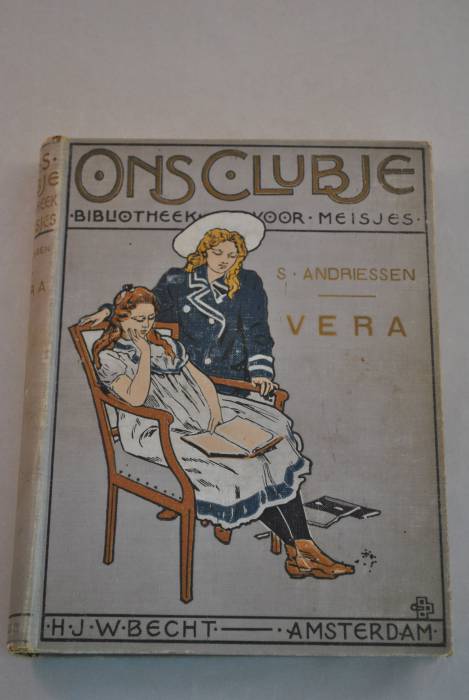 ONS CLUBJE
·BIBLIOTHEEK· VOOR · MEISJES·
S · ANDRIESSEN
VERA
·H·J·W·BECHT — ·AMSTERDAM·